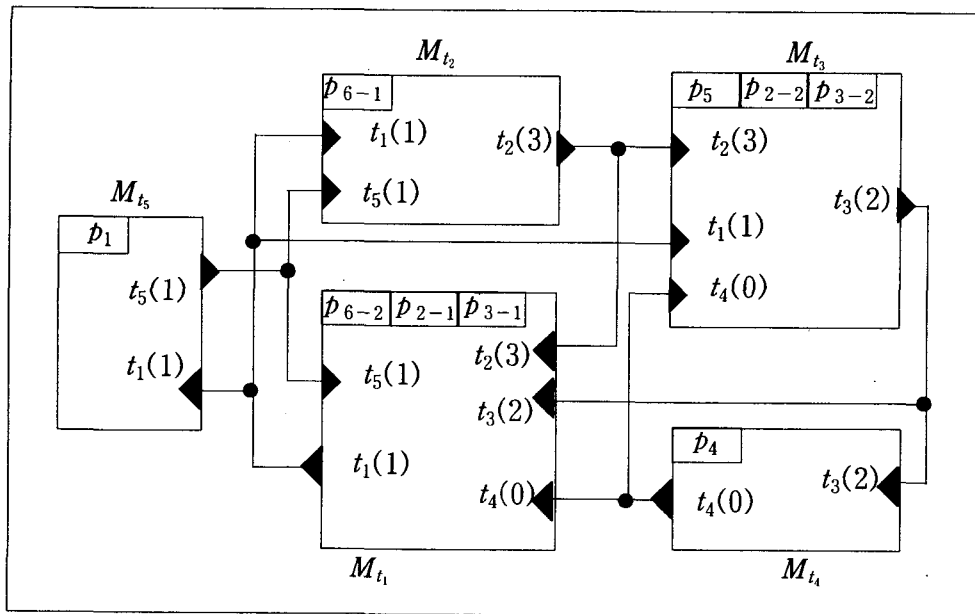 M_{t_2}
p_{6-1}
t_1(1)
t_2(3)
t_5(1)
M_{t_3}
p_5 p_{2-2} p_{3-2}
t_2(3)
t_3(2)
t_1(1)
t_4(0)
M_{t_5}
p_1
t_5(1)
t_1(1)
p_{6-2} p_{2-1} p_{3-1}
t_2(3)
t_5(1)
t_3(2)
t_1(1)
t_4(0)
M_{t_1}
p_4
t_3(2)
t_4(0)
M_{t_4}